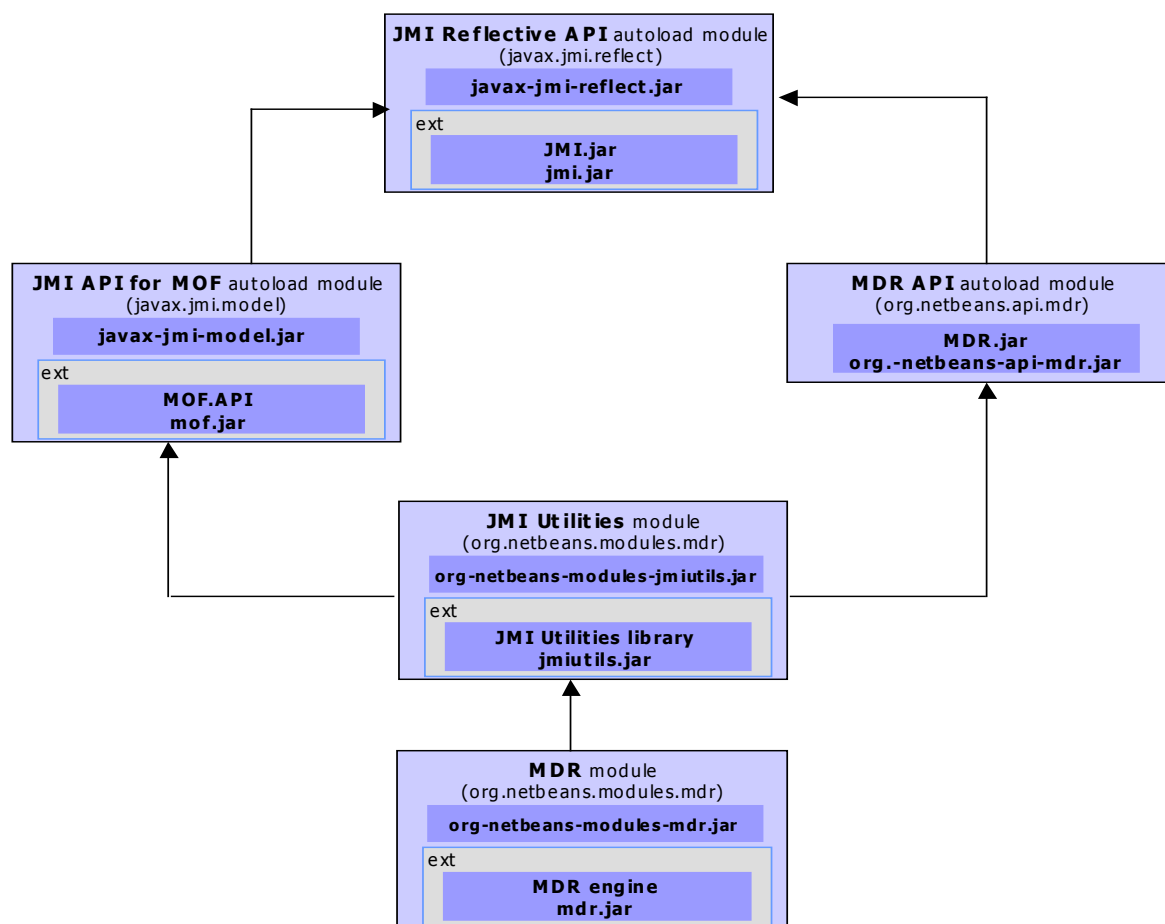 JMI Reflective API autoload module
(javax.jmi.reflect)
javax-jmi-reflect.jar
ext
JMI.jar
jmi.jar
JMI API for MOF autoload module
(javax.jmi.model)
javax-jmi-model.jar
ext
MOF.API
mof.jar
MDR API autoload module
(org.netbeans.api.mdr)
MDR.jar
org.-netbeans-api-mdr.jar
JMI Utilities module
(org.netbeans.modules.mdr)
org-netbeans-modules-jmiutils.jar
ext
JMI Utilities library
jmiutils.jar
MDR module
(org.netbeans.modules.mdr)
org-netbeans-modules-mdr.jar
ext
MDR engine
mdr.jar